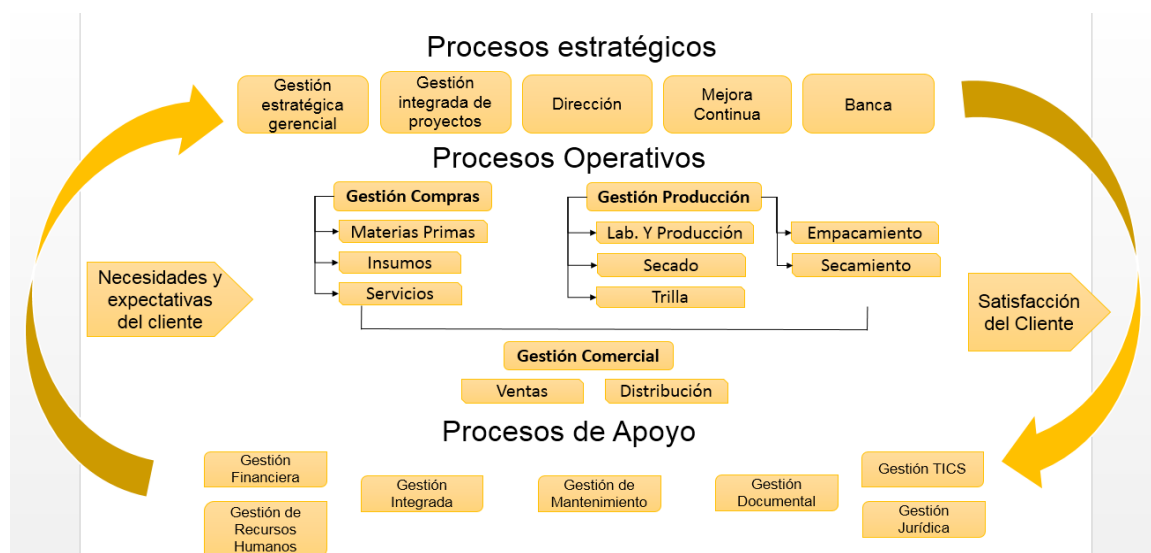 Procesos estratégicos
Gestión
estratégica
gerencial
Gestión
integrada de
proyectos
Dirección
Mejora
Continua
Banca
Procesos Operativos
Gestión Compras
Materias Primas
Insumos
Servicios
Gestión Producción
Lab. Y Producción
Secado
Trilla
Empacamiento
Secamiento
Necesidades y
expectativas
del cliente
Satisfacción
del Cliente
Gestión Comercial
Ventas
Distribución
Procesos de Apoyo
Gestión
Financiera
Gestión de
Recursos
Humanos
Gestión
Integrada
Gestión de
Mantenimiento
Gestión
Documental
Gestión TICS
Gestión
Jurídica